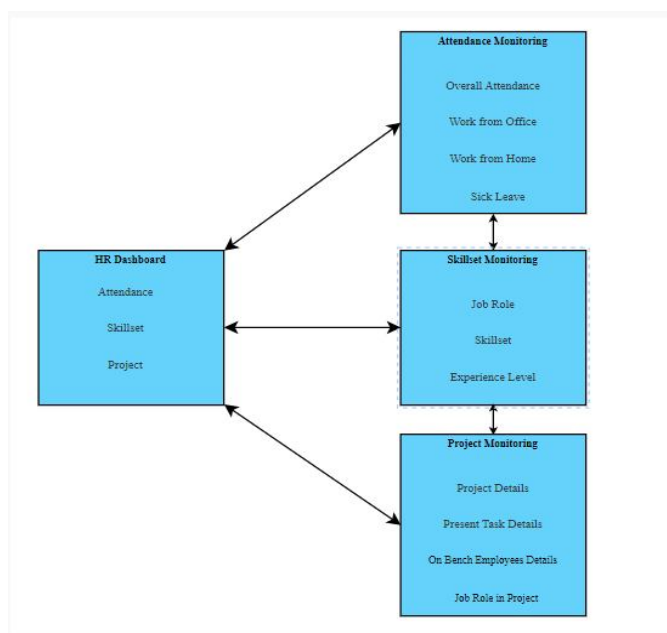 Attendance Monitoring
Overall Attendance
Work from Office
Work from Home
Sick Leave
HR Dashboard
Attendance
Skillset
Project
Skillset Monitoring
Job Role
Skillset
Experience Level
Project Monitoring
Project Details
Present Task Details
On Bench Employees Details
Job Role in Project